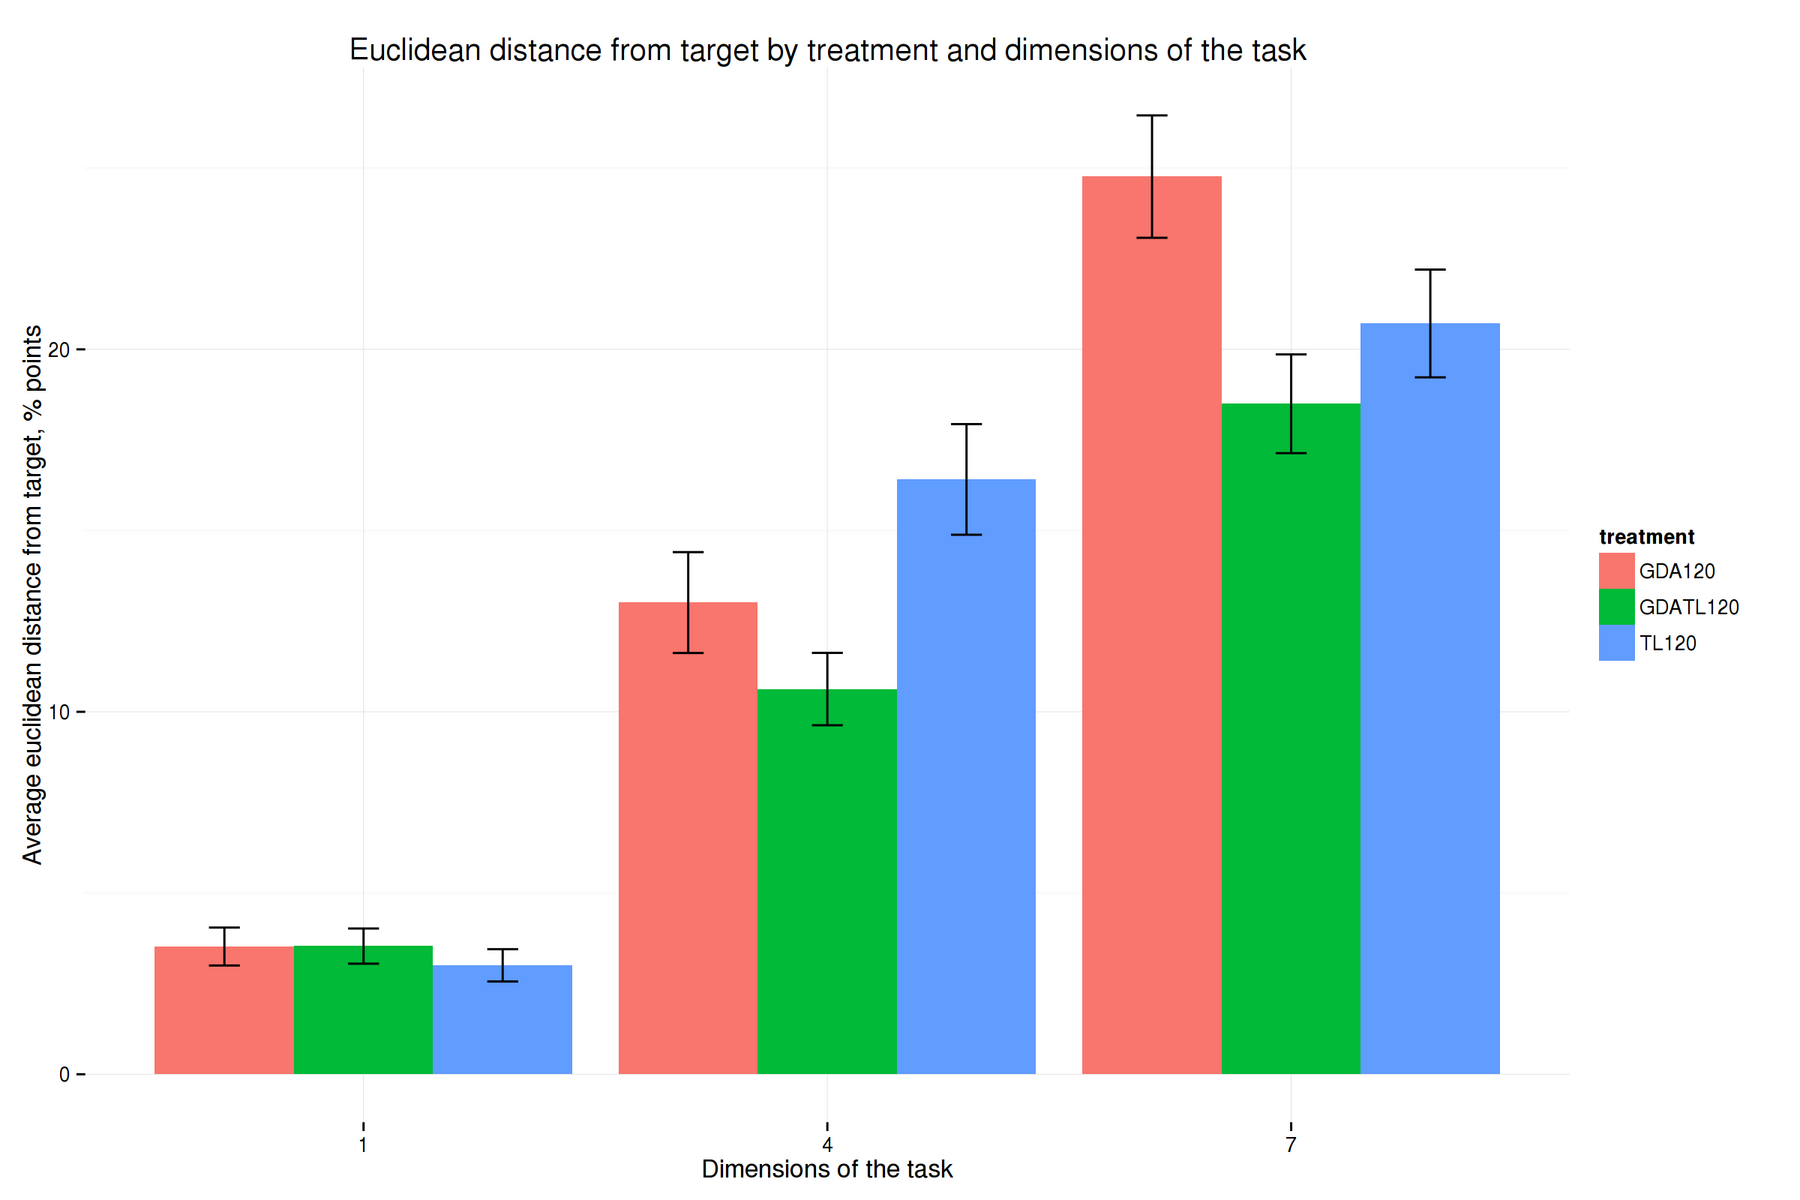 Euclidean distance from target by treatment and dimensions of the task
Average euclidean distance from target, % points
20
10
0
1
4
7
Dimensions of the task
treatment
GDA120
GDATL120
TL120